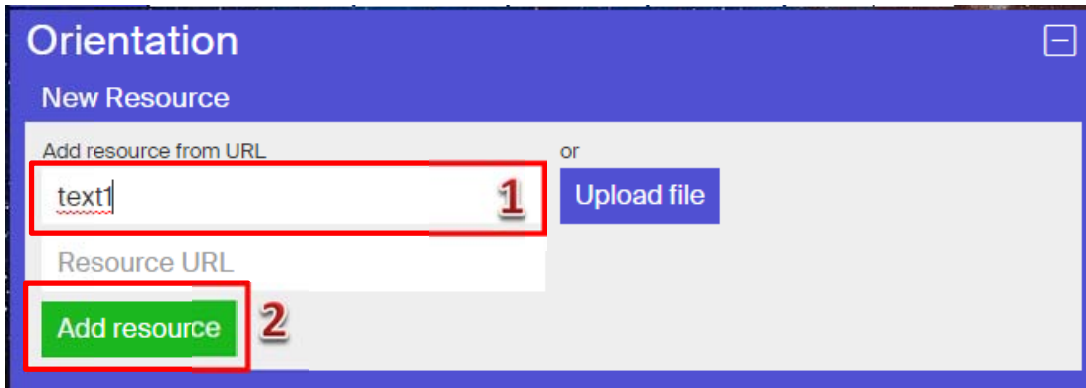 Orientation
New Resource
Add resource from URL
or
text1
1
Upload file
Resource URL
Add resource
2